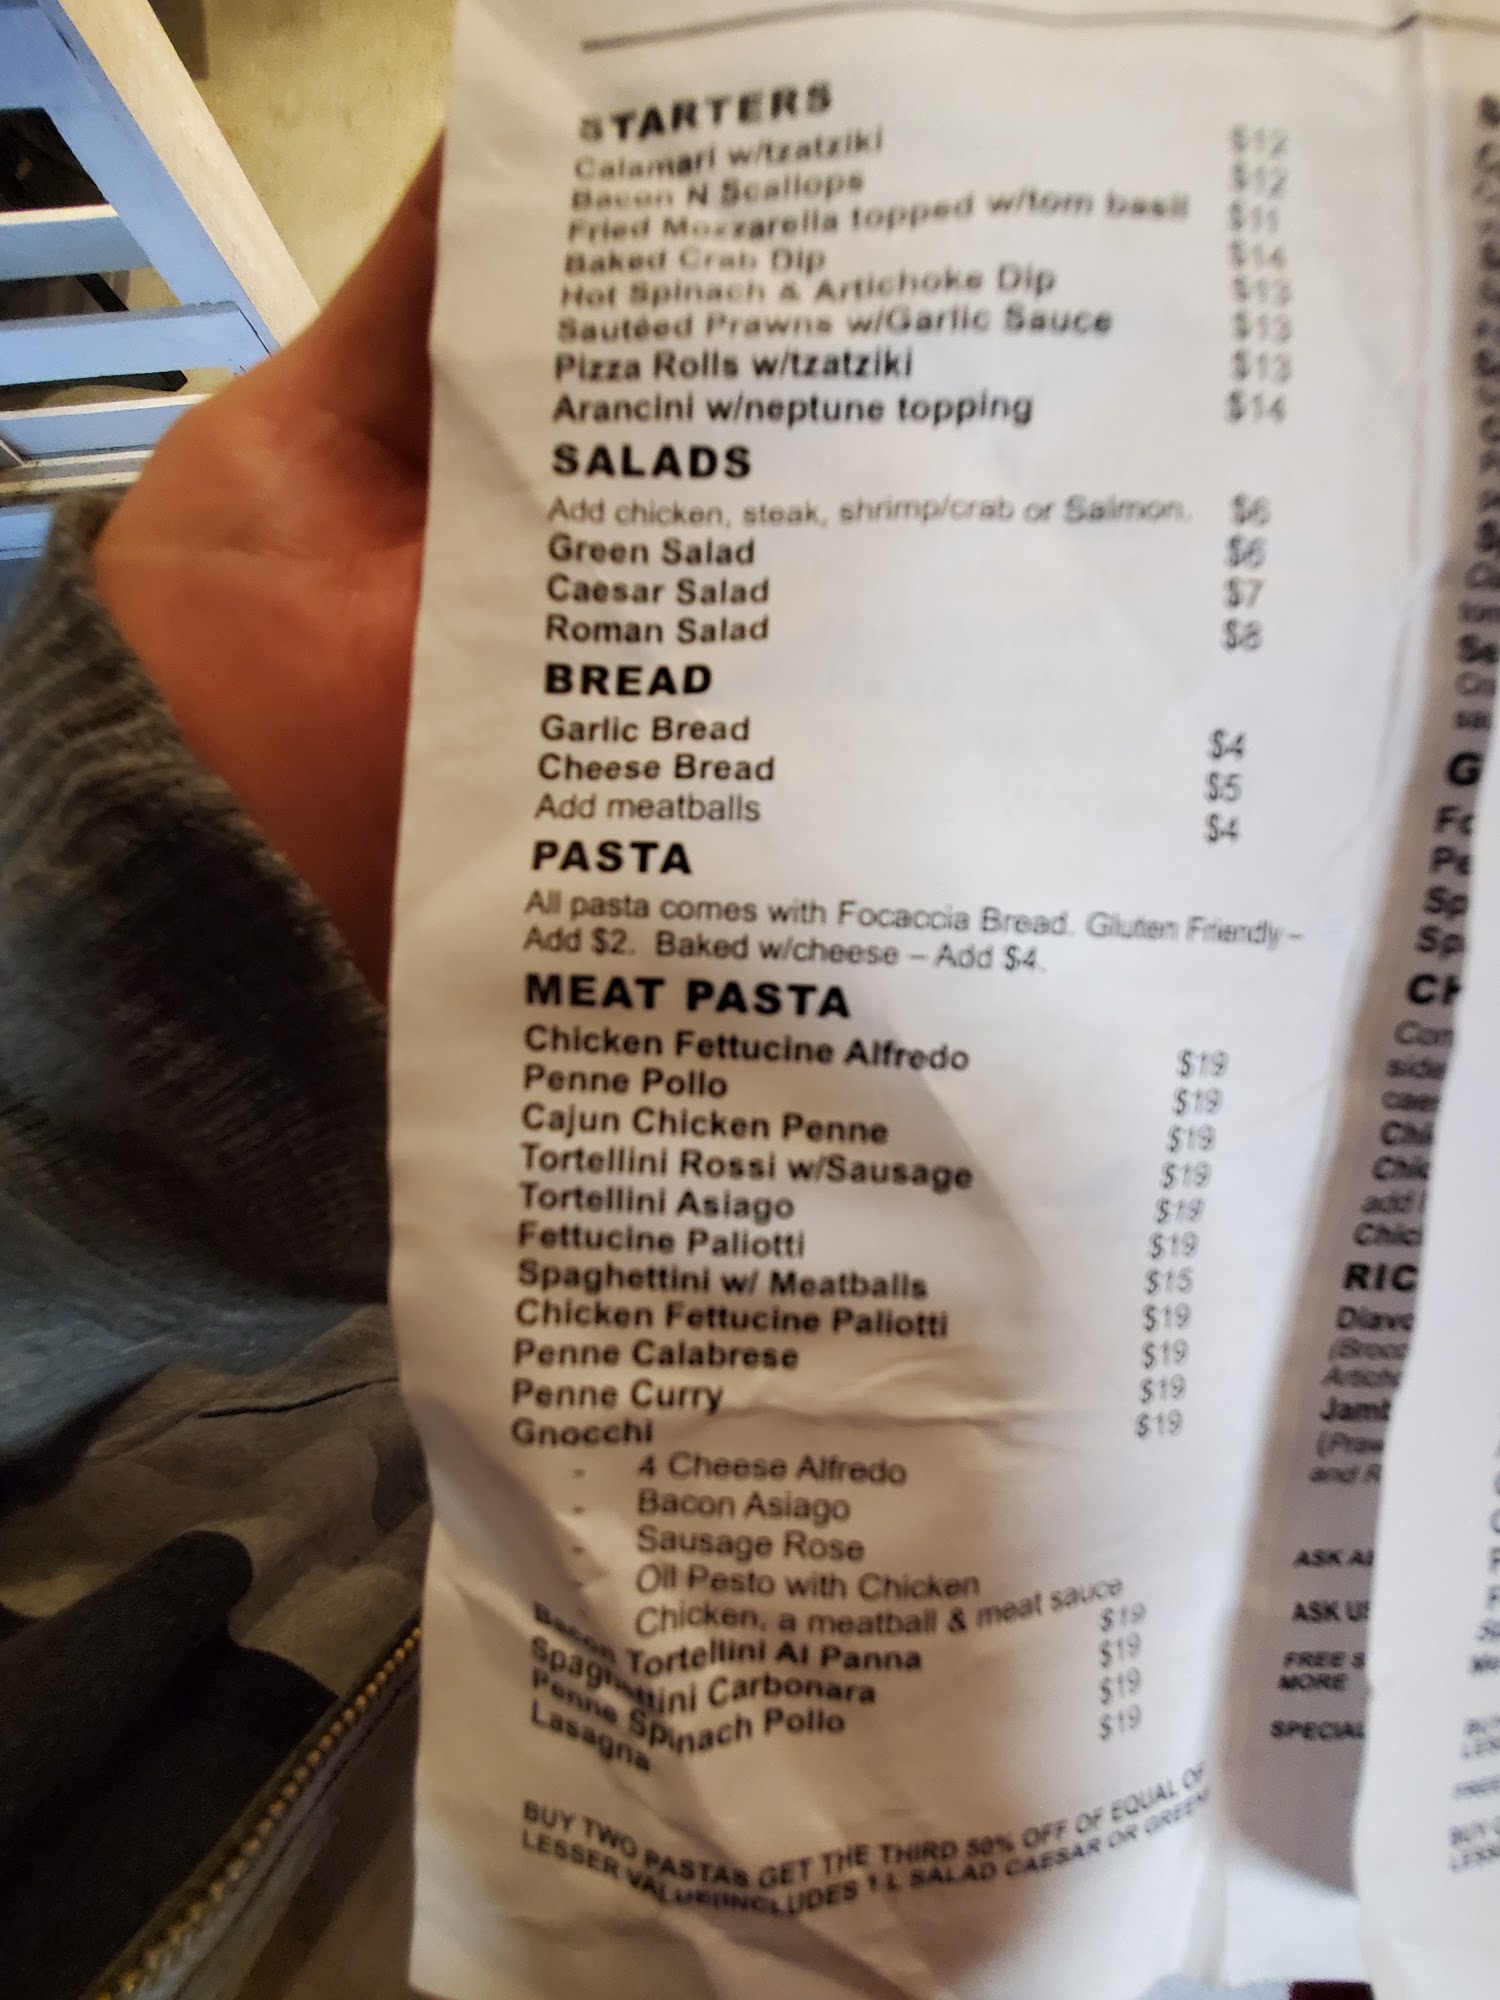 STARTERS
Calamari w/tzatziki $12
Bacon N Scallops $12
Fried Mozzarella topped w/tom basil $11
Baked Crab Dip $14
Hot Spinach & Artichoke Dip $13
Sautéed Prawns w/Garlic Sauce $13
Pizza Rolls w/tzatziki $13
Arancini w/neptune topping $14
SALADS
Add chicken, steak, shrimp/crab or Salmon. $6
Green Salad $6
Caesar Salad $7
Roman Salad $8
BREAD
Garlic Bread $4
Cheese Bread $5
Add meatballs $4
PASTA
All pasta comes with Focaccia Bread. Gluten Friendly –
Add $2. Baked w/cheese – Add $4.
MEAT PASTA
Chicken Fettucine Alfredo $19
Penne Pollo $19
Cajun Chicken Penne $19
Tortellini Rossi w/Sausage $19
Tortellini Asiago $19
Fettucine Paliotti $19
Spaghettini w/ Meatballs $15
Chicken Fettucine Paliotti $19
Penne Calabrese $19
Penne Curry $19
Gnocchi $19
- 4 Cheese Alfredo
- Bacon Asiago
- Sausage Rose
- Oil Pesto with Chicken
- Chicken, a meatball & meat sauce
Bacon Tortellini Al Panna $19
Spaghettini Carbonara $19
Penne Spinach Pollo $19
Lasagna $19
BUY TWO PASTAS GET THE THIRD 50% OFF OF EQUAL OF
LESSER VALUE INCLUDES 1 L SALAD CAESAR OR GREEN
RIC
ASK
ASK US
FREE S
MORE
SPECIAL